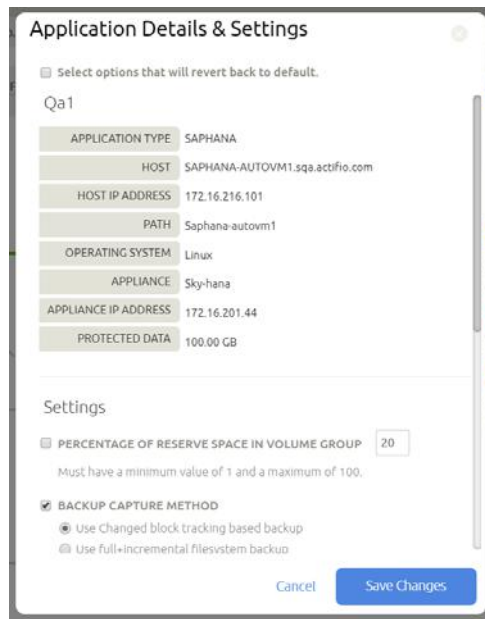 Application Details & Settings
Select options that will revert back to default.
Qa1
APPLICATION TYPE SAPHANA
HOST SAPHANA-AUTOVM1.sqa.actifio.com
HOST IP ADDRESS 172.16.216.101
PATH Saphana-autovm1
OPERATING SYSTEM Linux
APPLIANCE Sky-hana
APPLIANCE IP ADDRESS 172.16.201.44
PROTECTED DATA 100.00 GB
Settings
PERCENTAGE OF RESERVE SPACE IN VOLUME GROUP 20
Must have a minimum value of 1 and a maximum of 100.
BACKUP CAPTURE METHOD
Use Changed block tracking based backup
Use full+incremental filesystem backup
Cancel Save Changes